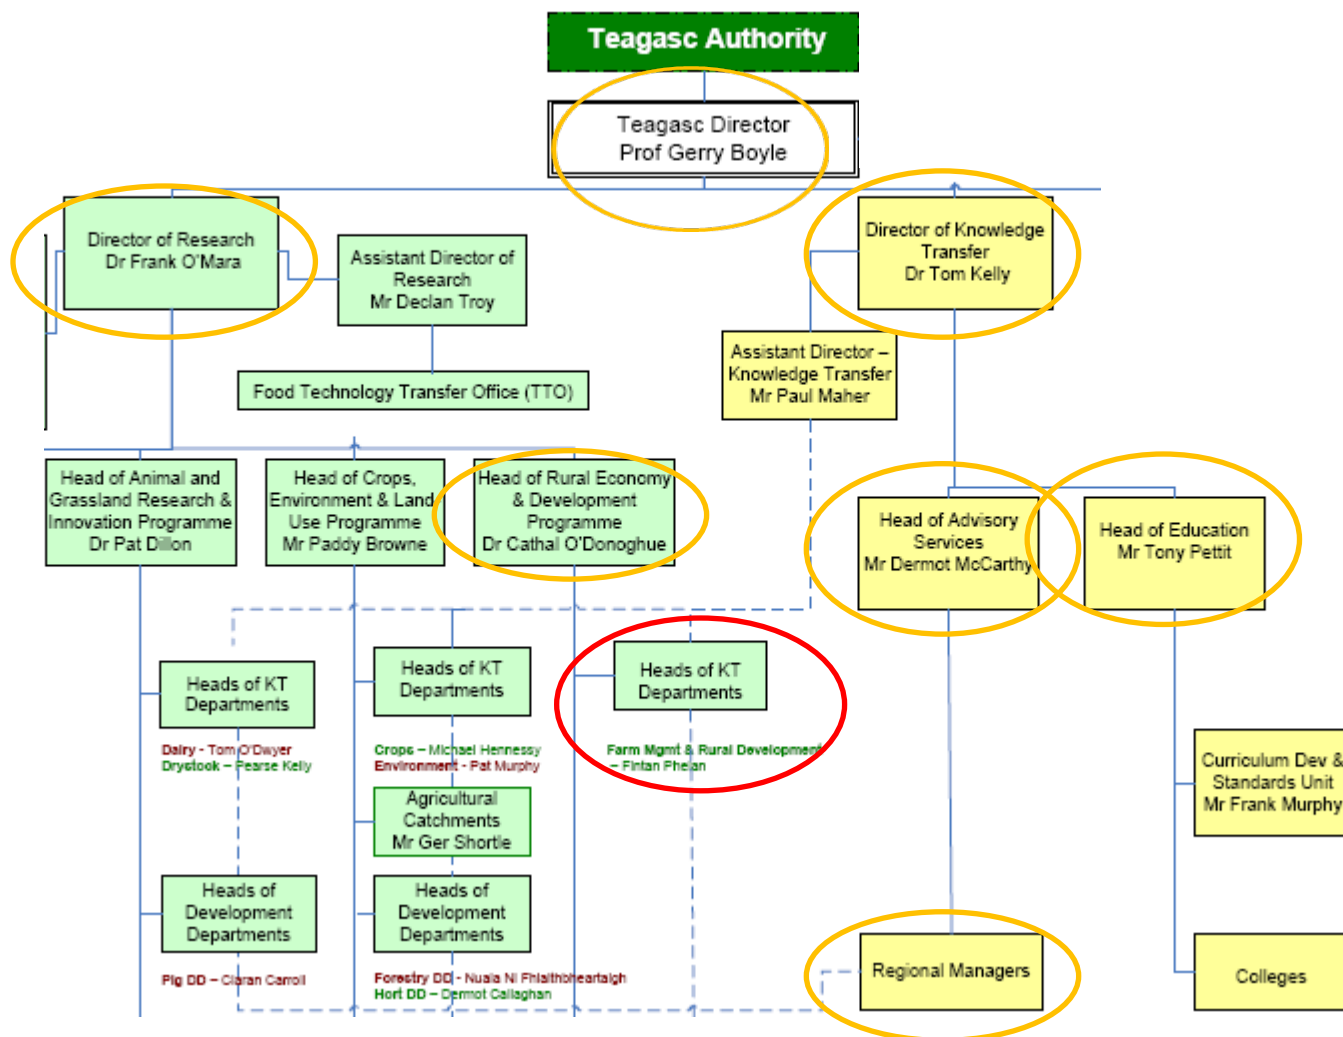 Teagasc Authority
Teagasc Director
Prof Gerry Boyle
Director of Research
Dr Frank O'Mara
Assistant Director of
Research
Mr Declan Troy
Food Technology Transfer Office (TTO)
Director of Knowledge
Transfer
Dr Tom Kelly
Assistant Director –
Knowledge Transfer
Mr Paul Maher
Head of Animal and
Grassland Research &
Innovation Programme
Dr Pat Dillon
Head of Crops,
Environment & Land
Use Programme
Mr Paddy Browne
Head of Rural Economy
& Development
Programme
Dr Cathal O'Donoghue
Head of Advisory
Services
Mr Dermot McCarthy
Head of Education
Mr Tony Pettit
Heads of KT
Departments
Dairy - Tom O'Dwyer
Drystock – Pearse Kelly
Heads of KT
Departments
Crops – Michael Hennessy
Environment - Pat Murphy
Heads of KT
Departments
Farm Mgmt & Rural Development
– Fintan Phelan
Agricultural
Catchments
Mr Ger Shortle
Curriculum Dev &
Standards Unit
Mr Frank Murphy
Heads of
Development
Departments
Pig DD – Ciaran Carroll
Heads of
Development
Departments
Forestry DD - Nuala Ni Fhlaithbheartaigh
Hort DD – Dermot Callaghan
Regional Managers
Colleges